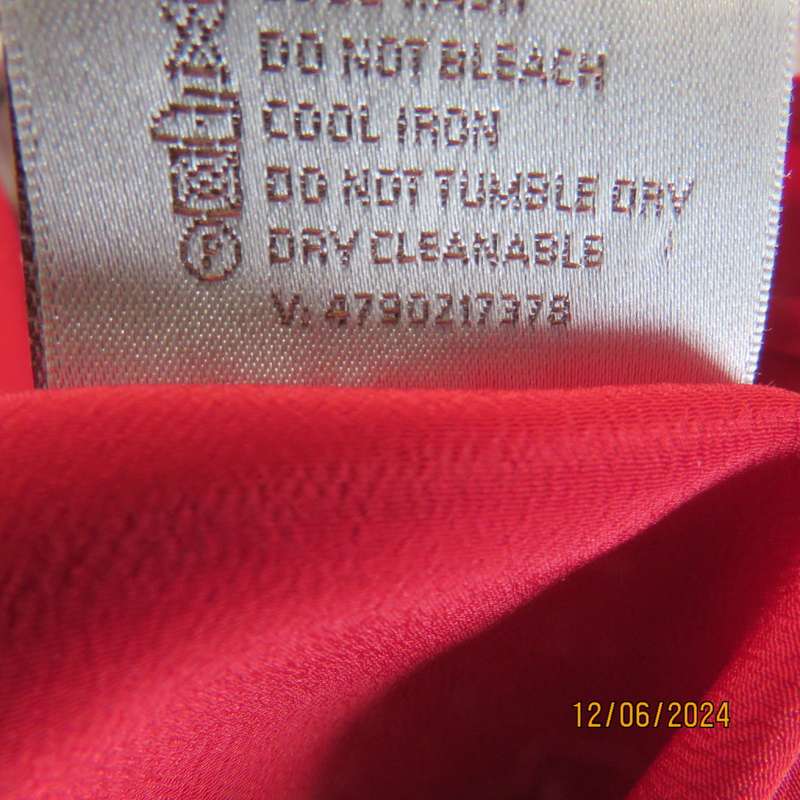 DO NOT BLEACH
COOL IRON
DO NOT TUMBLE DRY
DRY CLEANABLE
V: 4790217378
P
12/06/2024